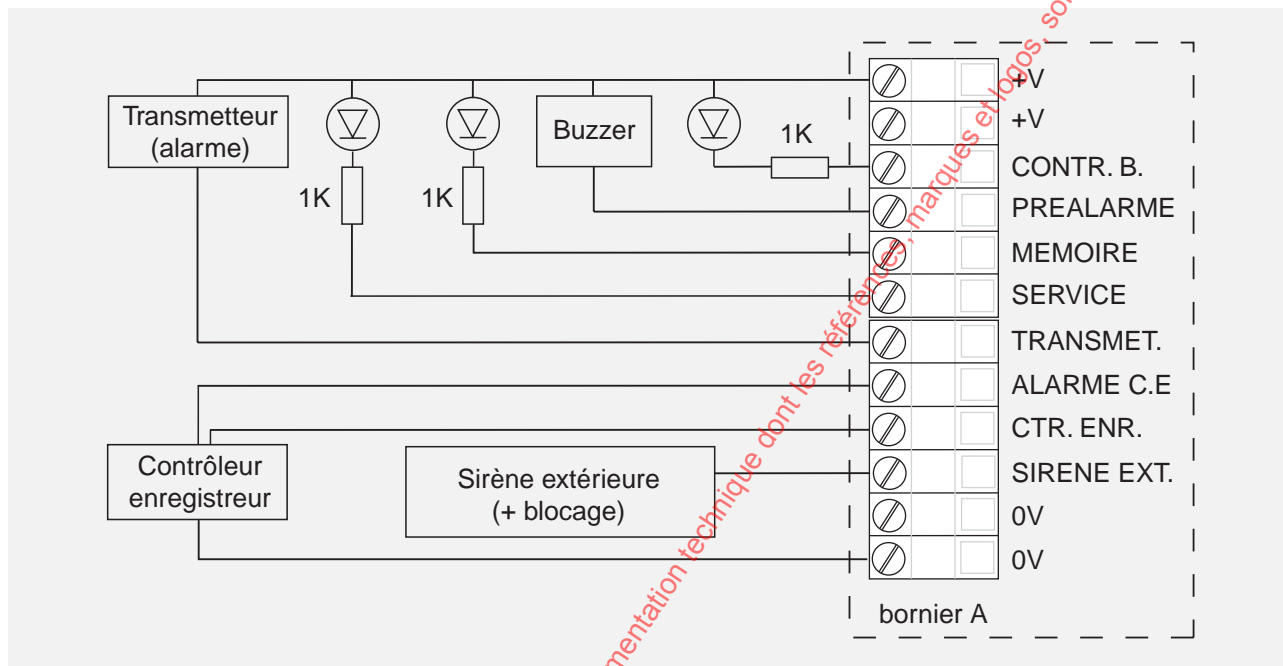 Transmetteur
(alarme)
1K
1K
Buzzer
1K
+V
+V
CONTR. B.
PREALARME
MEMOIRE
SERVICE
TRANSMET.
ALARME C.E
CTR. ENR.
SIRENE EXT.
0V
0V
Contrôleur
enregistreur
Sirène extérieure
(+ blocage)
bornier A
mentation technique dont les références, marques et logos, so